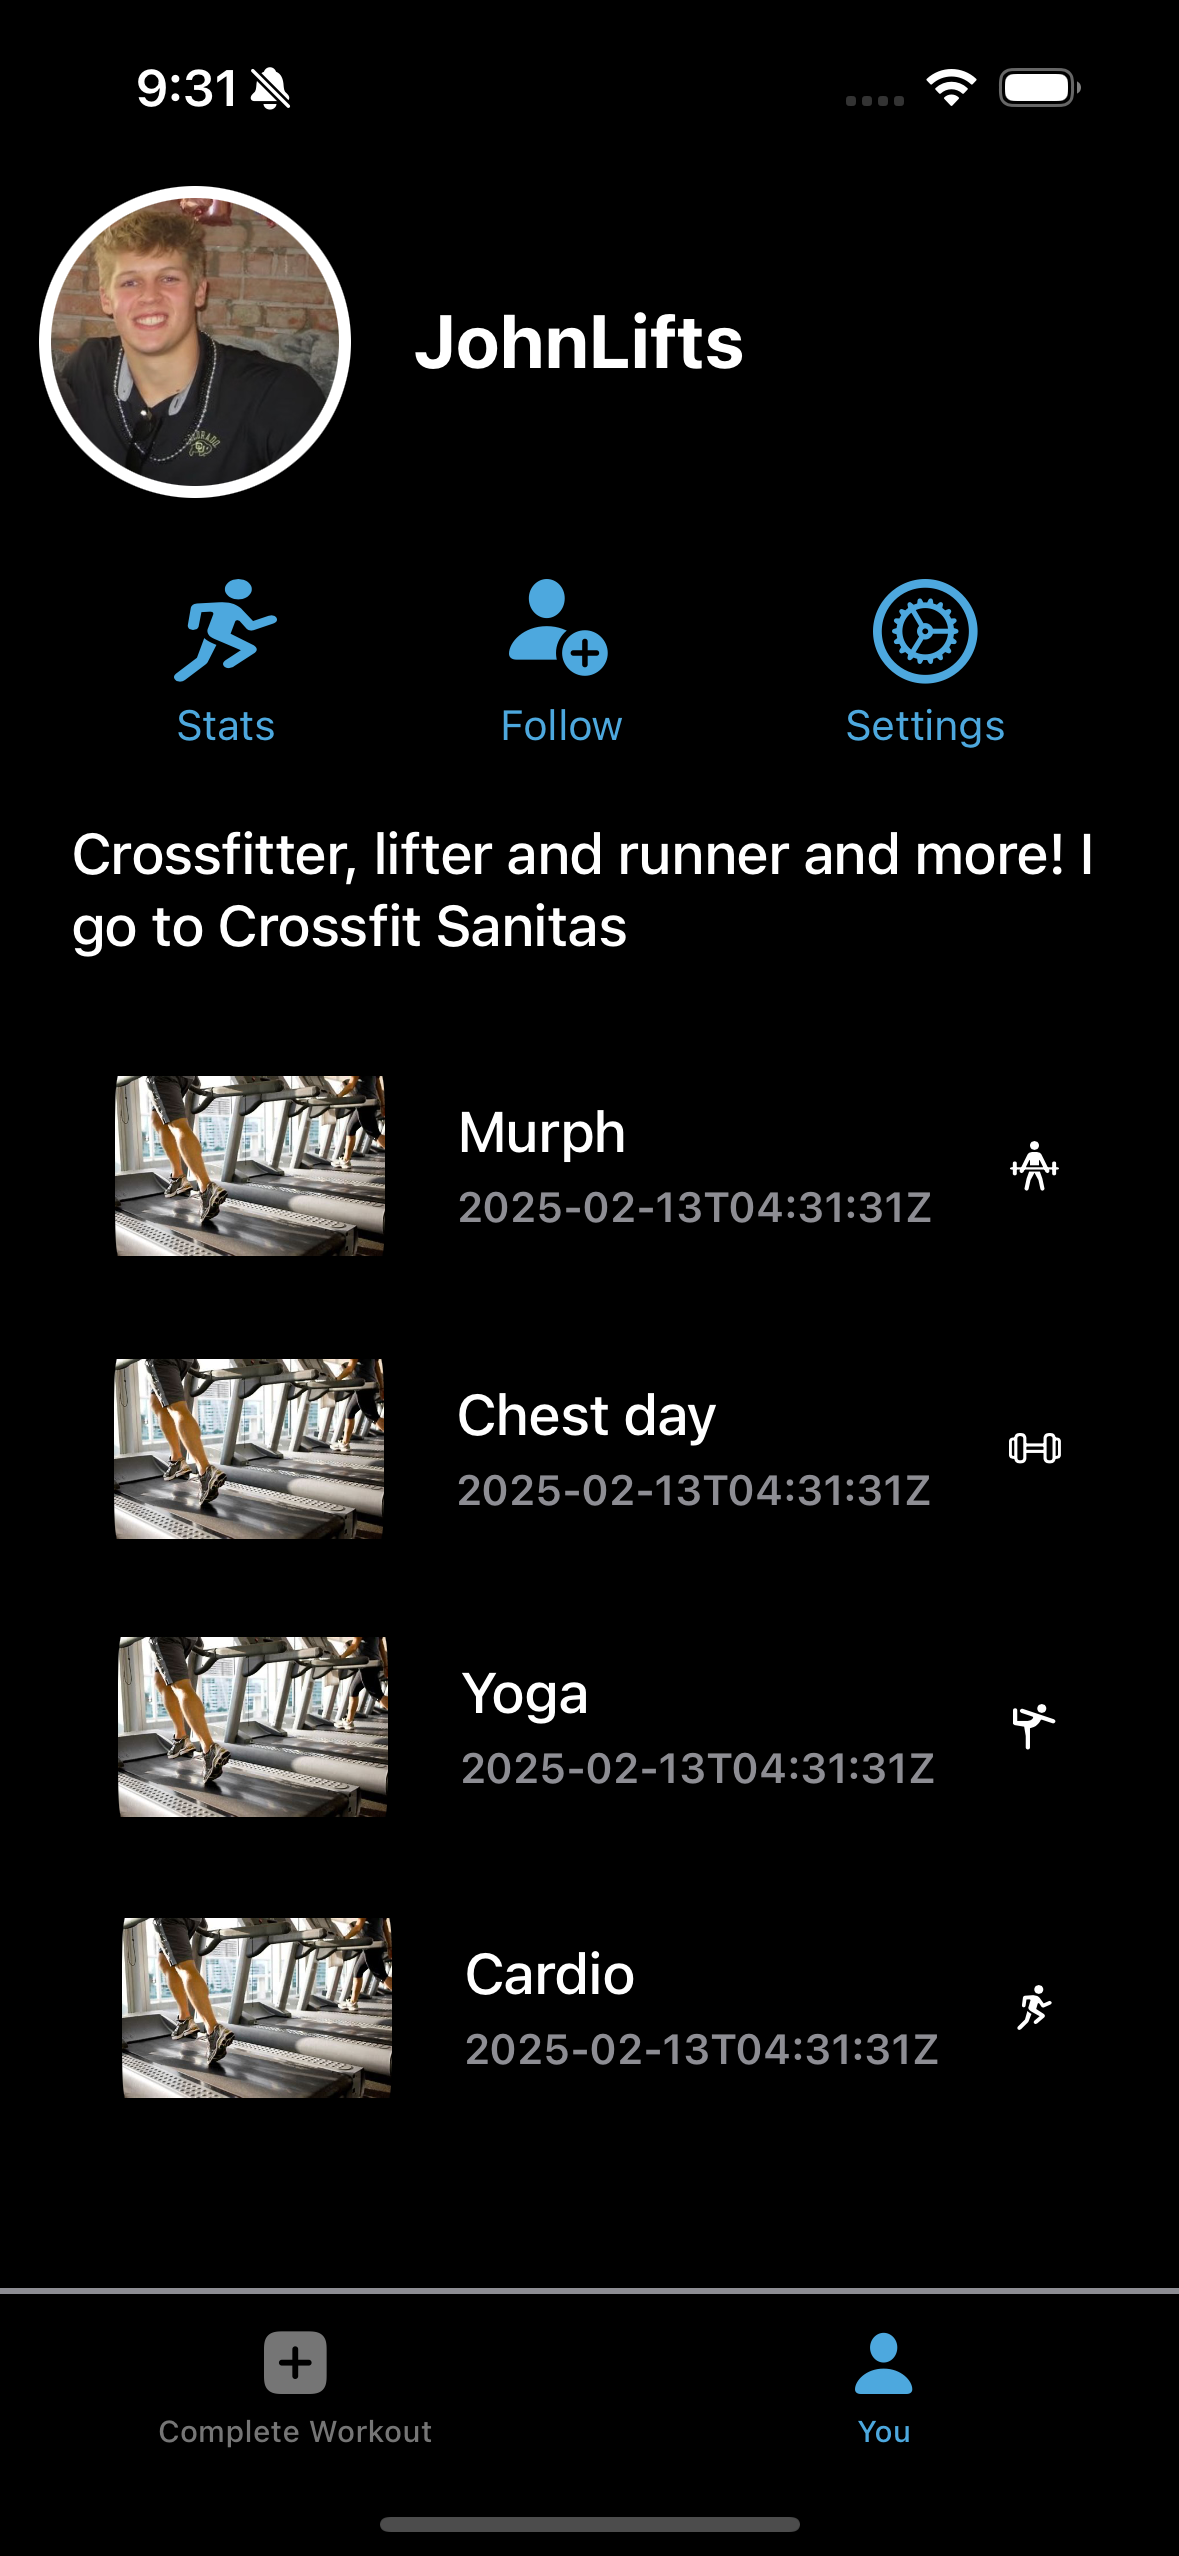 9:31
JohnLifts
Stats
Follow
Settings
Crossfitter, lifter and runner and more! I
go to Crossfit Sanitas
Murph
2025-02-13T04:31:31Z
Chest day
2025-02-13T04:31:31Z
Yoga
2025-02-13T04:31:31Z
Cardio
2025-02-13T04:31:31Z
Complete Workout
You